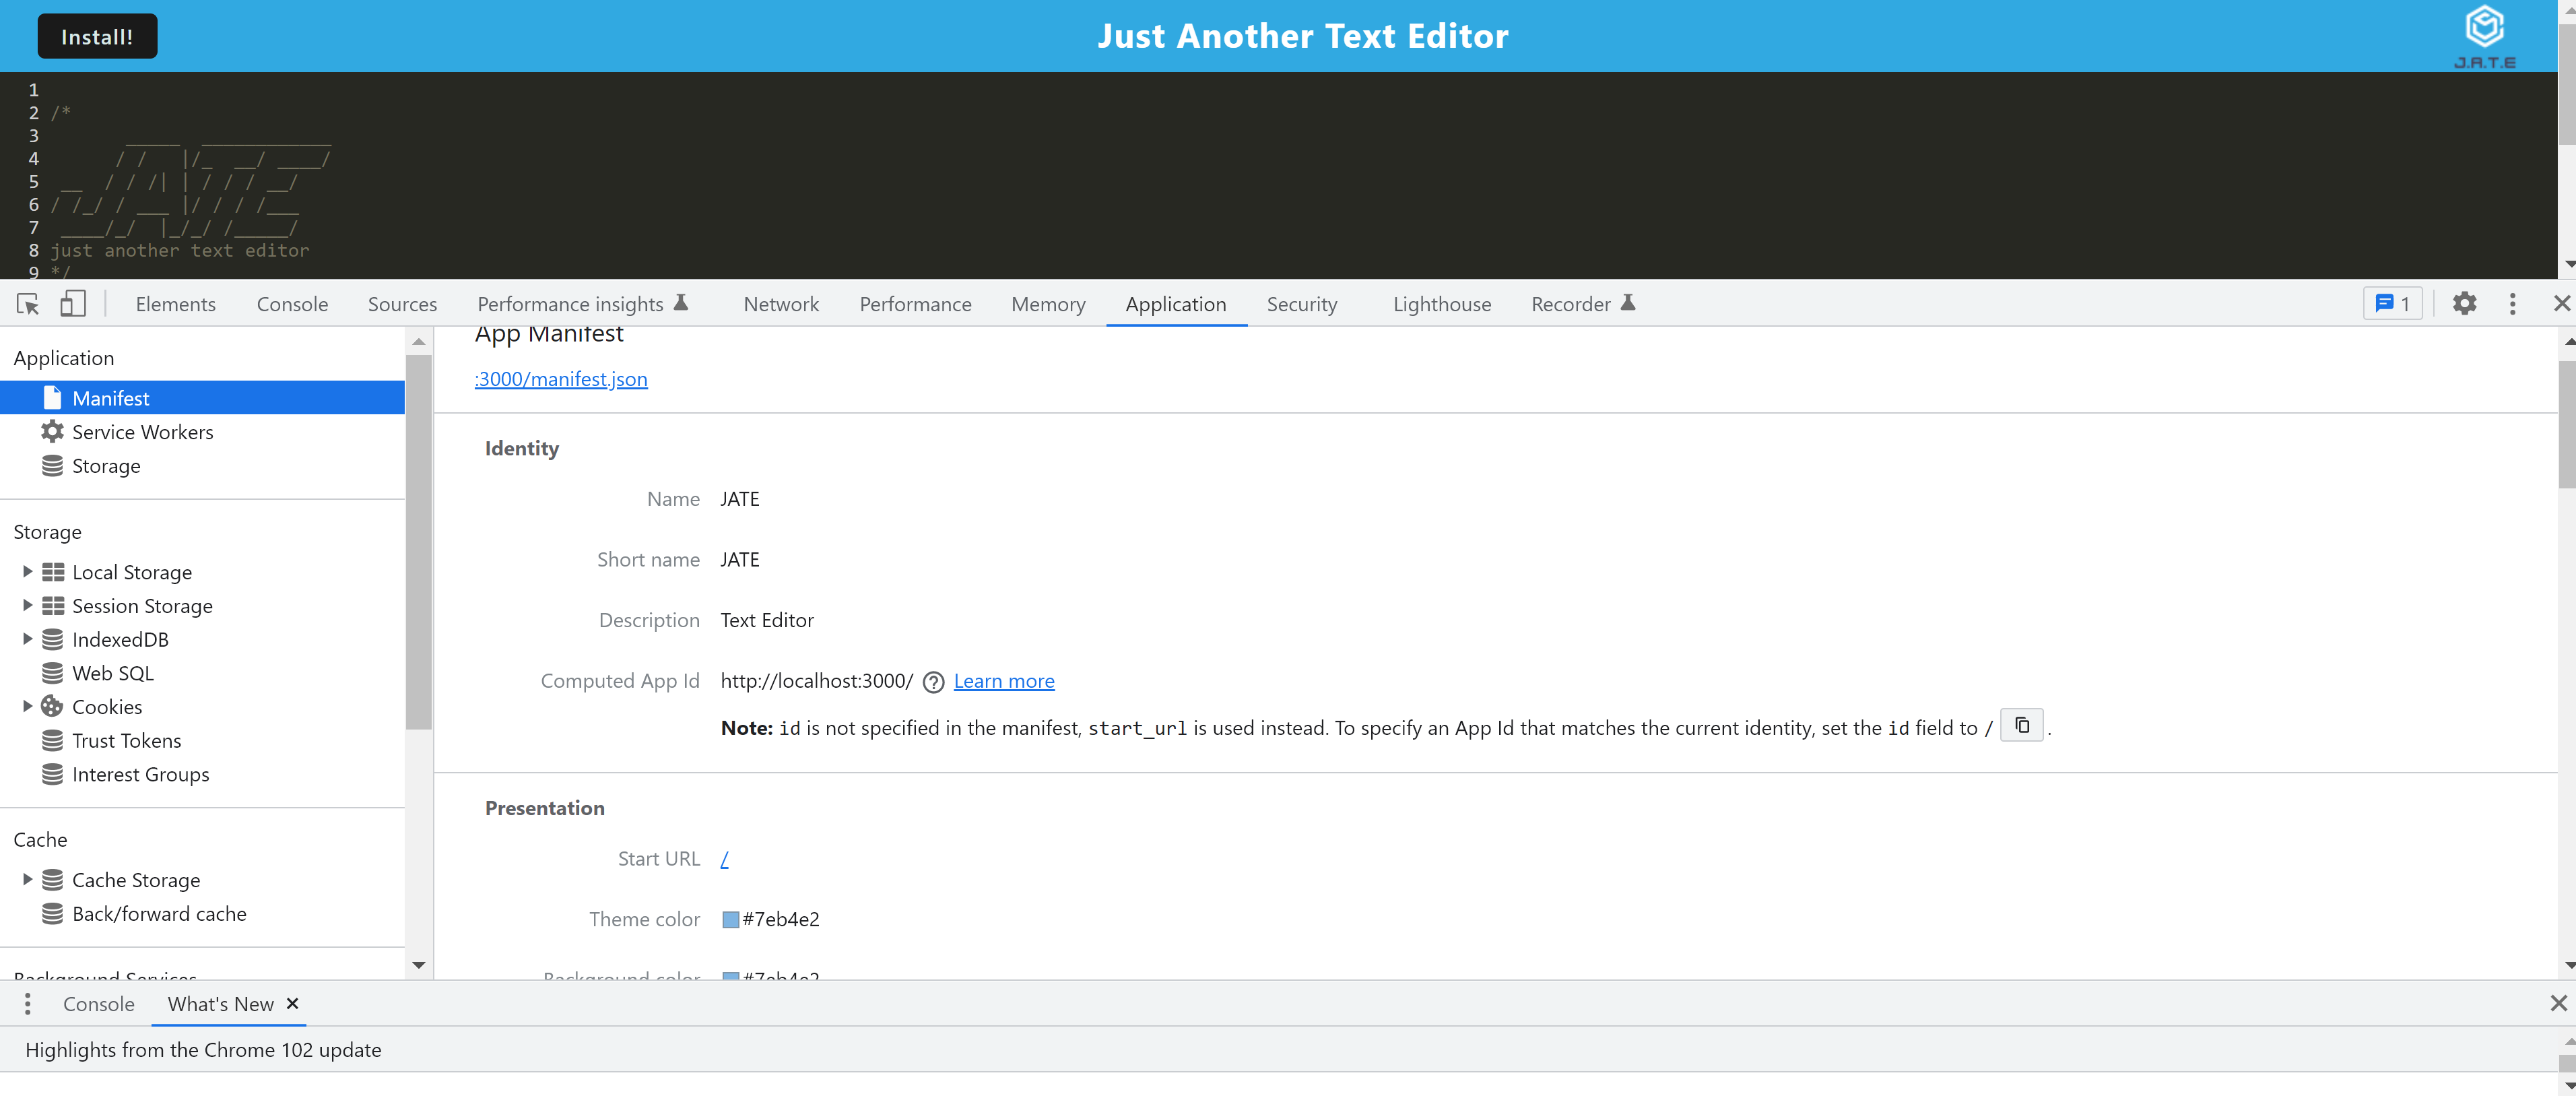 Install!
Just Another Text Editor
J.A.T.E
1
2 /*
3
4
5
6
7
8 just another text editor
9 */
Elements Console Sources Performance insights Network Performance Memory Application Security Lighthouse Recorder 1
Application
Manifest
Service Workers
Storage
Storage
Local Storage
Session Storage
IndexedDB
Web SQL
Cookies
Trust Tokens
Interest Groups
Cache
Cache Storage
Back/forward cache
Background Services
App Manifest
:3000/manifest.json
Identity
Name JATE
Short name JATE
Description Text Editor
Computed App Id http://localhost:3000/ Learn more
Note: id is not specified in the manifest, start_url is used instead. To specify an App Id that matches the current identity, set the id field to / .
Presentation
Start URL /
Theme color #7eb4e2
Background color #7eb4e2
Console What's New
Highlights from the Chrome 102 update